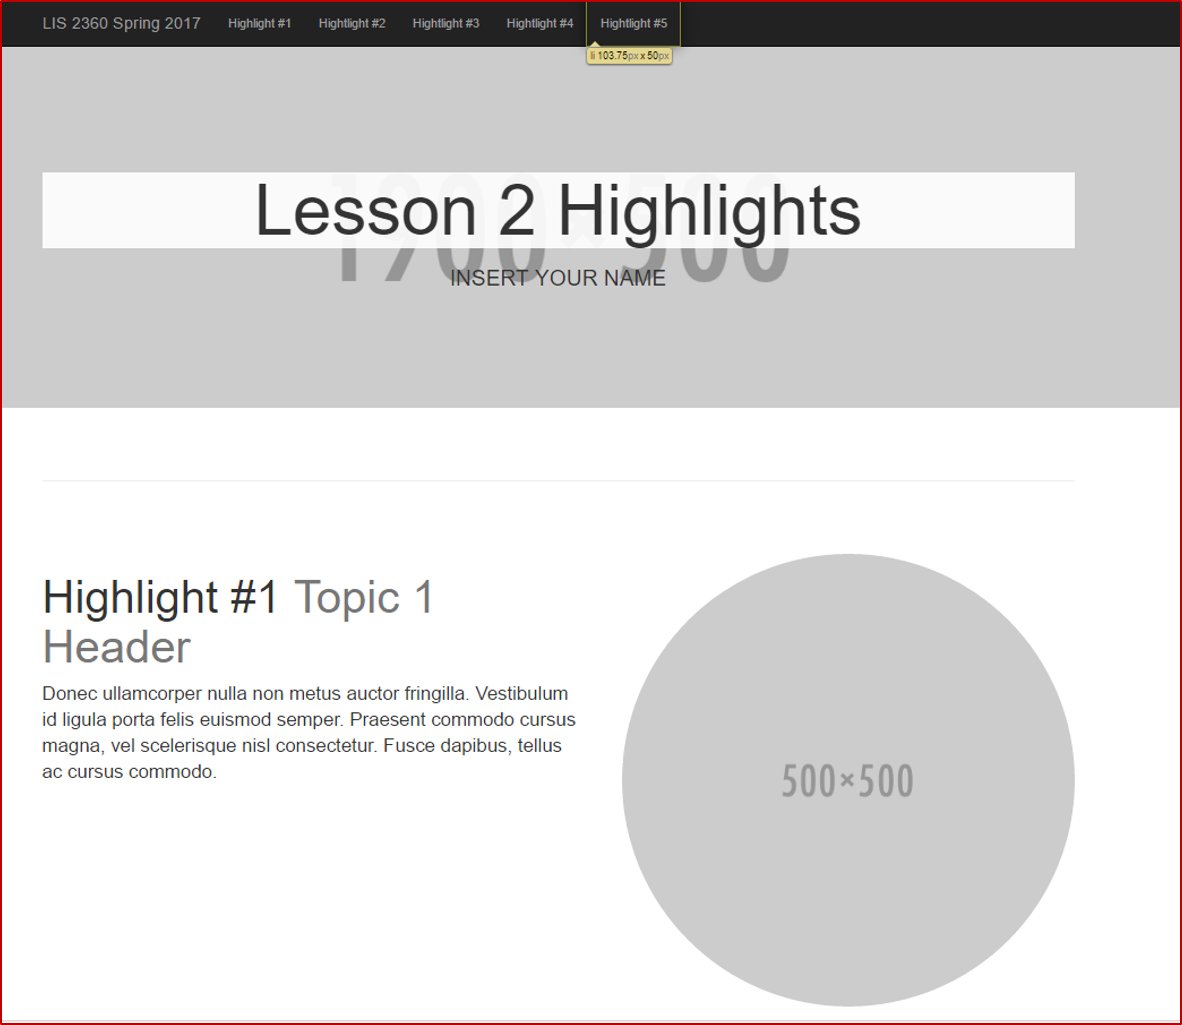 LIS 2360 Spring 2017 Highlight #1 Hightlight #2 Highlight #3 Hightlight #4 Hightlight #5
li 103.75px x 50px
Lesson 2 Highlights
1900×500
INSERT YOUR NAME
Highlight #1 Topic 1
Header
Donec ullamcorper nulla non metus auctor fringilla. Vestibulum
id ligula porta felis euismod semper. Praesent commodo cursus
magna, vel scelerisque nisl consectetur. Fusce dapibus, tellus
ac cursus commodo.
500×500